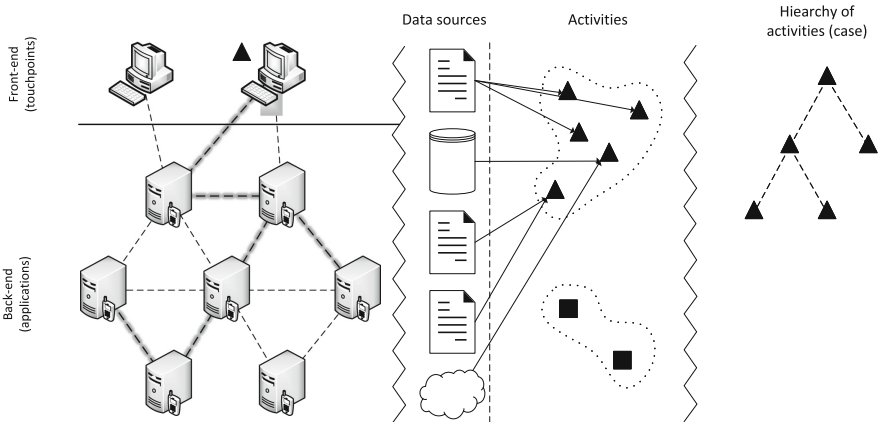 Front-end
(touchpoints)
Back-end
(applications)
Data sources
Activities
Hiearchy of
activities (case)